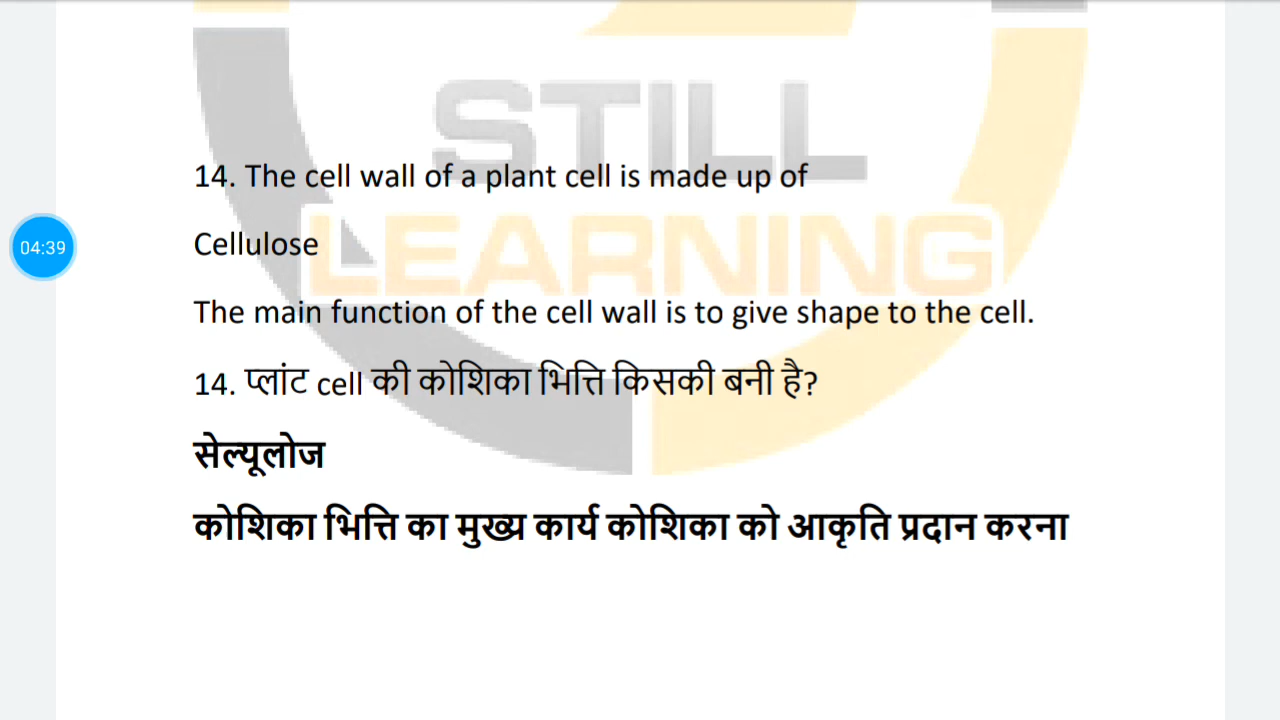 STILL
LEARNING
14. The cell wall of a plant cell is made up of
04:39
Cellulose
The main function of the cell wall is to give shape to the cell.
14. प्लांट cell की कोशिका भित्ति किसकी बनी है?
सेल्यूलोज
कोशिका भित्ति का मुख्य कार्य कोशिका को आकृति प्रदान करना